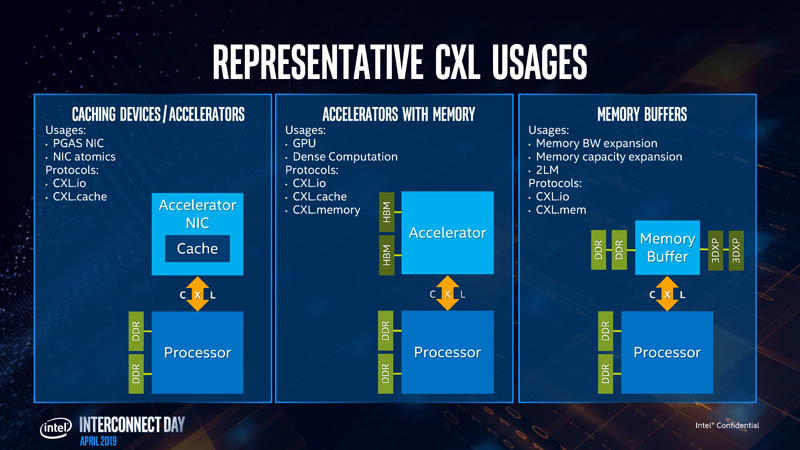 REPRESENTATIVE CXL USAGES
CACHING DEVICES/ACCELERATORS
Usages:
• PGAS NIC
• NIC atomics
Protocols:
• CXL.io
• CXL.cache
Accelerator
NIC
Cache
C X L
DDR
DDR
Processor
ACCELERATORS WITH MEMORY
Usages:
• GPU
• Dense Computation
Protocols:
• CXL.io
• CXL.cache
• CXL.memory
HBM
HBM
Accelerator
C X L
DDR
DDR
Processor
MEMORY BUFFERS
Usages:
• Memory BW expansion
• Memory capacity expansion
• 2LM
Protocols:
• CXL.io
• CXL.mem
DDR
DDR
Memory
Buffer
3DXP
3DXP
C X L
DDR
DDR
Processor
intel
INTERCONNECT DAY
APRIL 2019
Intel® Confidential